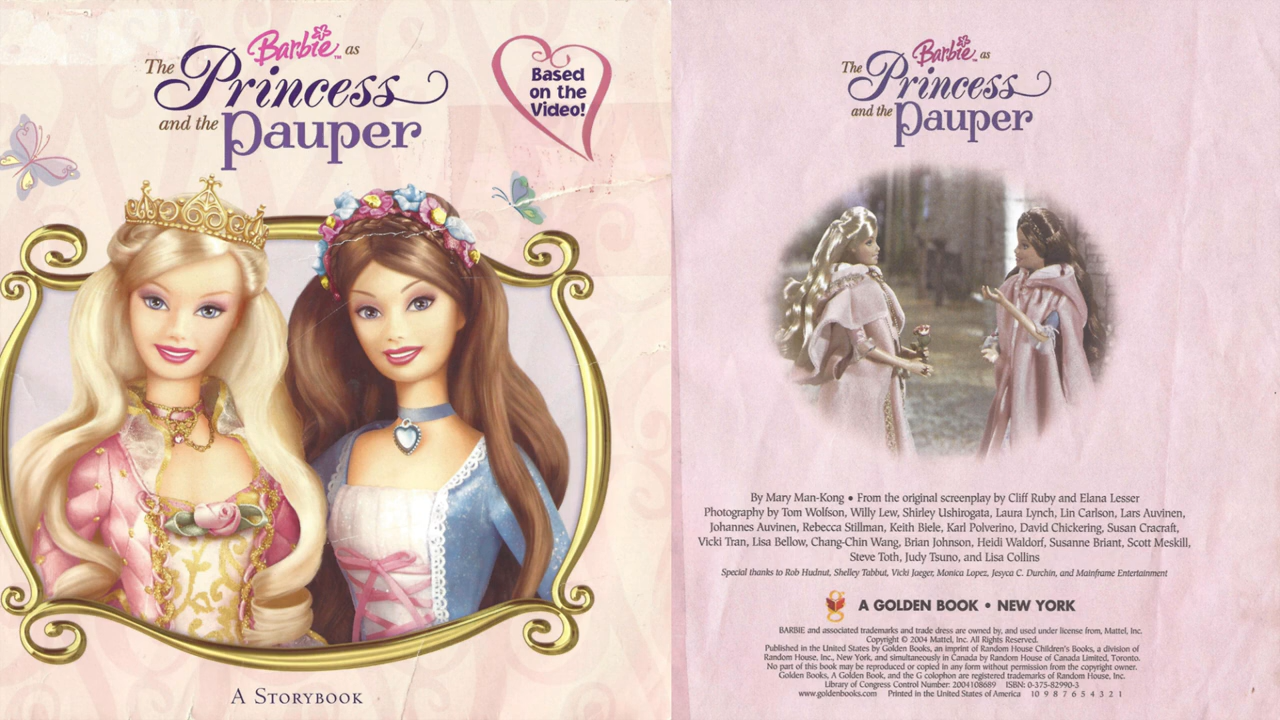 Barbie™ as
The Princess
and the Pauper
Based
on the
Video!
A STORYBOOK
Barbie™ as
The Princess
and the Pauper
By Mary Man-Kong • From the original screenplay by Cliff Ruby and Elana Lesser
Photography by Tom Wolfson, Willy Lew, Shirley Ushirogata, Laura Lynch, Lin Carlson, Lars Auvinen,
Johannes Auvinen, Rebecca Stillman, Keith Biele, Karl Polverino, David Chickering, Susan Cracraft,
Vicki Tran, Lisa Bellow, Chang-Chin Wang, Brian Johnson, Heidi Waldorf, Susanne Briant, Scott Meskill,
Steve Toth, Judy Tsuno, and Lisa Collins
Special thanks to Rob Hudnut, Shelley Tabbut, Vicki Jaeger, Monica Lopez, Jesyca C. Durchin, and Mainframe Entertainment
g A GOLDEN BOOK • NEW YORK
BARBIE and associated trademarks and trade dress are owned by, and used under license from, Mattel, Inc.
Copyright © 2004 Mattel, Inc. All Rights Reserved.
Published in the United States by Golden Books, an imprint of Random House Children's Books, a division of
Random House, Inc., New York, and simultaneously in Canada by Random House of Canada Limited, Toronto.
No part of this book may be reproduced or copied in any form without permission from the copyright owner.
Golden Books, A Golden Book, and the G colophon are registered trademarks of Random House, Inc.
Library of Congress Control Number: 2004108689 ISBN: 0-375-82990-3
www.goldenbooks.com Printed in the United States of America 10 9 8 7 6 5 4 3 2 1